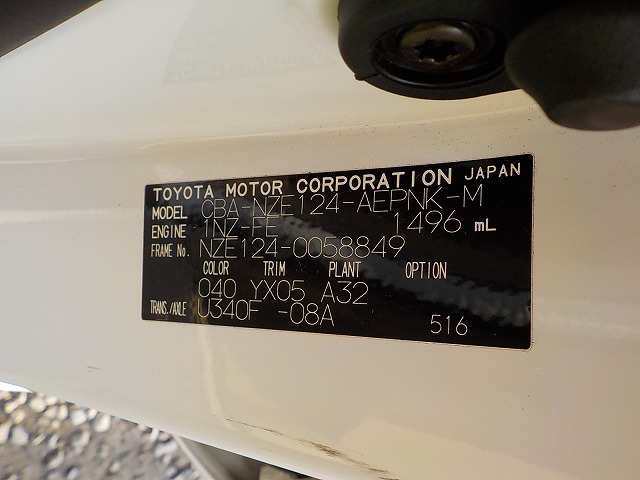 TOYOTA MOTOR CORPORATION JAPAN
MODEL CBA-NZE124-AEPNK-M
ENGINE 1NZ-FE 1496 mL
FRAME No. NZE124-0058849
COLOR TRIM PLANT OPTION
040 YX05 A32
TRANS./AXLE U340F -08A
516